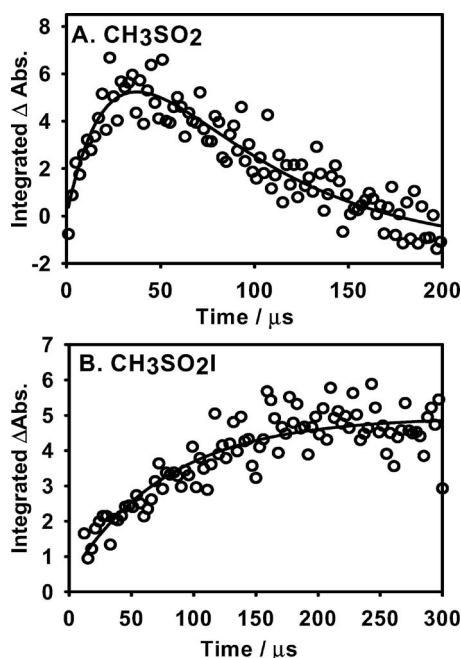 A. CH3SO2
Integrated Δ Abs.
8
6
4
2
0
-2
0 50 100 150 200
Time / μs
B. CH3SO2I
Integrated ΔAbs.
7
6
5
4
3
2
1
0
0 50 100 150 200 250 300
Time / μs